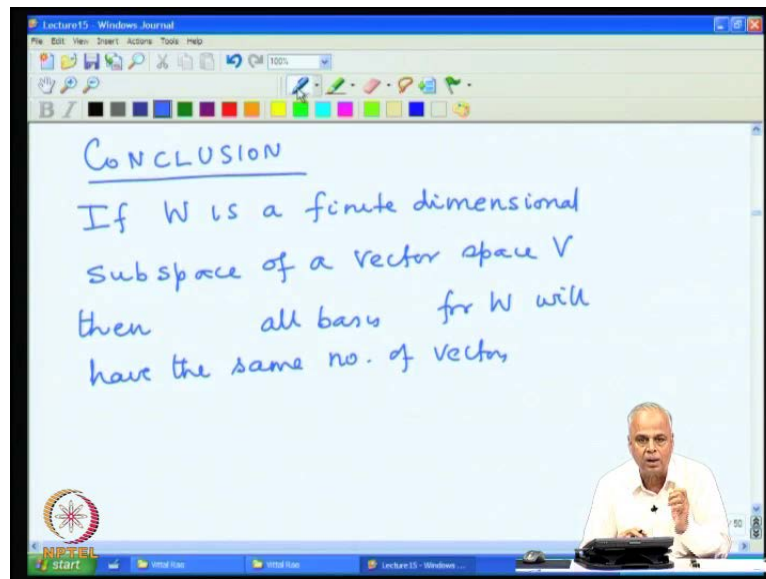 Lecture15 - Windows Journal
File Edit View Insert Actions Tools Help
100%
B I
CONCLUSION
If W is a finite dimensional
subspace of a vector space V
then all basis for W will
have the same no. of vectors
/ 50
NPTEL
start Vittal Rao Vittal Rao Lecture15 - Windows ...